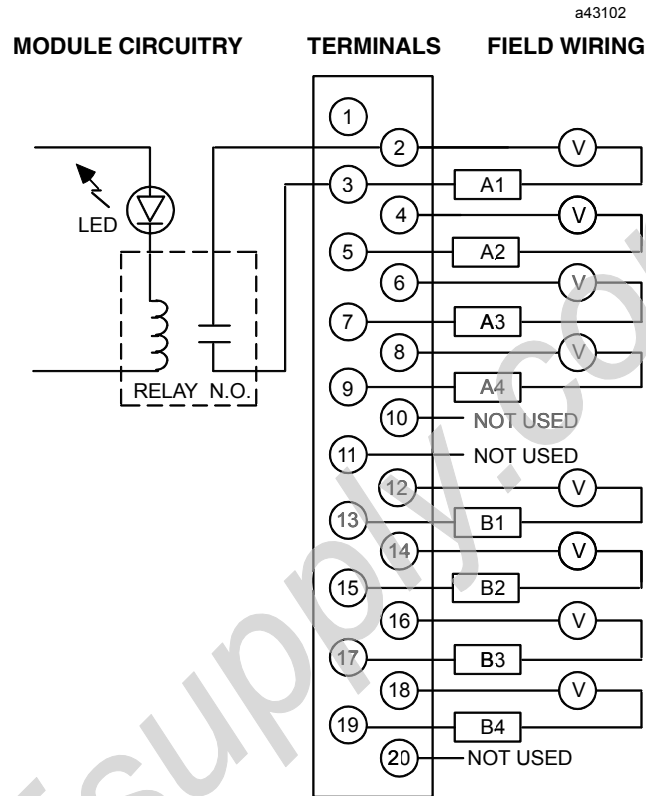 a43102
MODULE CIRCUITRY TERMINALS FIELD WIRING
1
2 V
3 A1
LED
4 V
5 A2
6 V
7 A3
8 V
RELAY N.O.
9 A4
10 NOT USED
11 NOT USED
12 V
13 B1
14 V
15 B2
16 V
17 B3
18 V
19 B4
20 NOT USED
supply.co